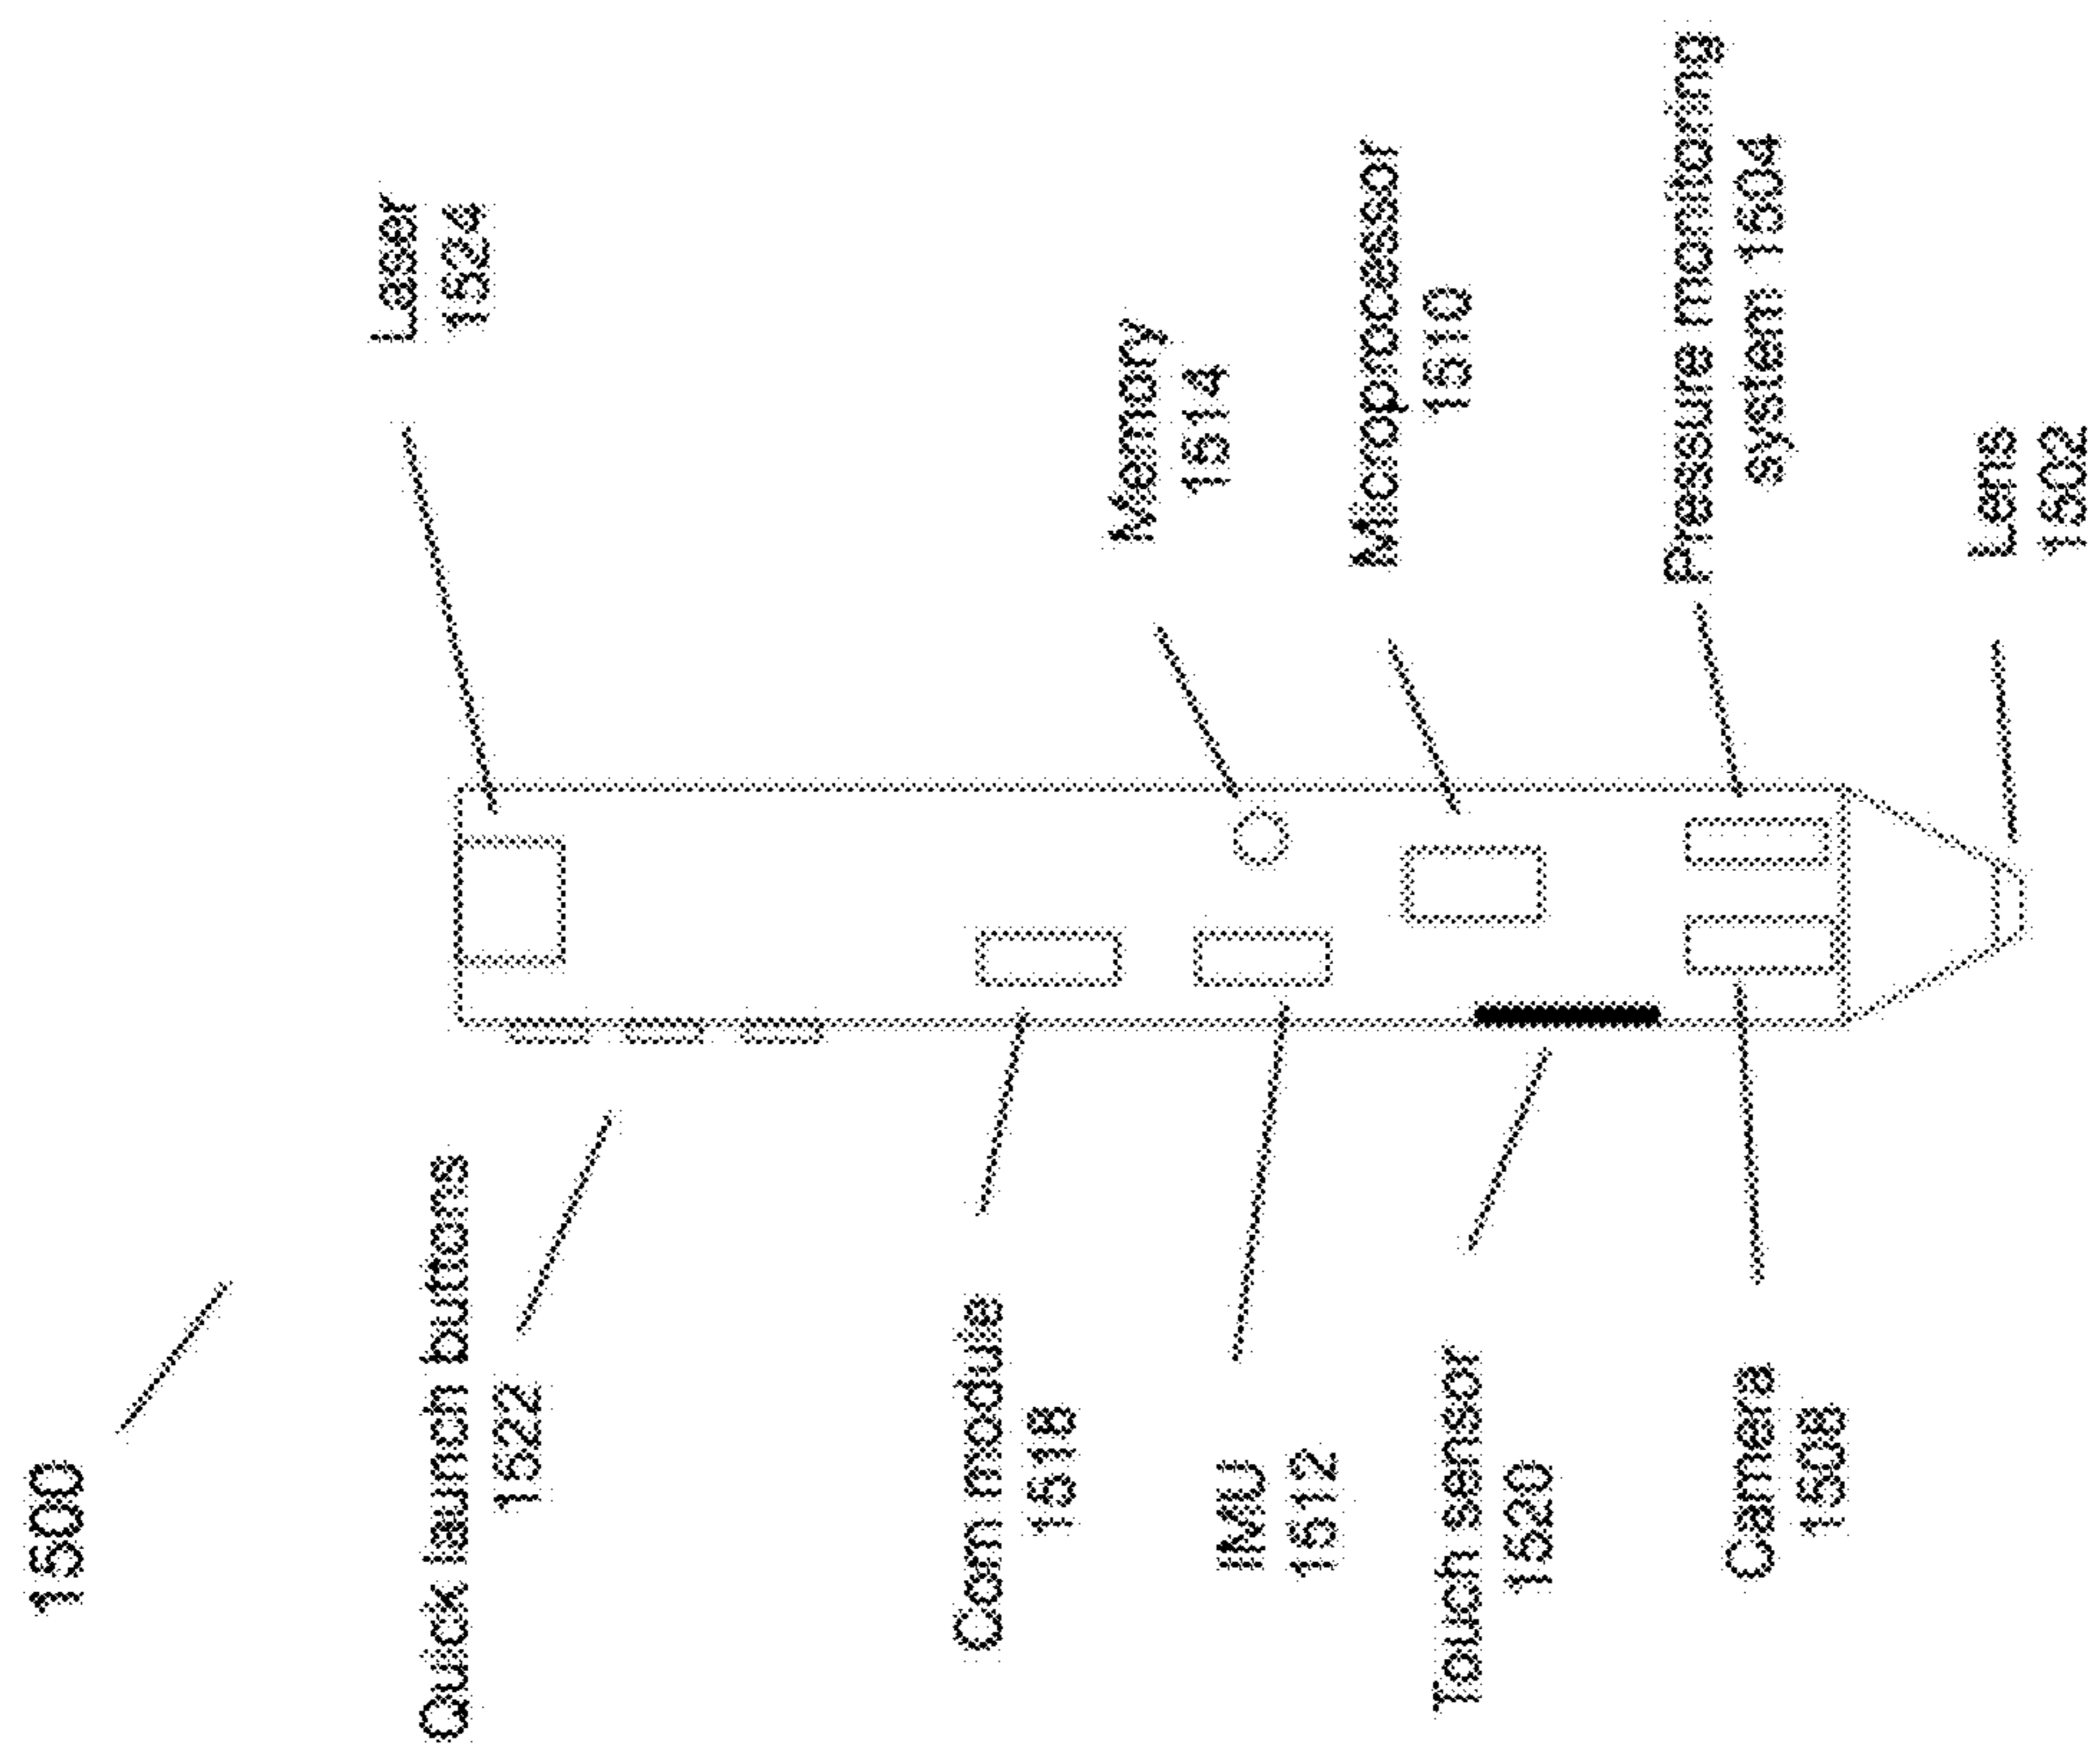 1500
Laser
1524
Quick launch buttons
1522
Com module
1518
Memory
1514
IMU
1512
Microprocessor
1510
Touch sensor
1520
Pressure monitoring
system 1504
Camera
1508
Lens
1502